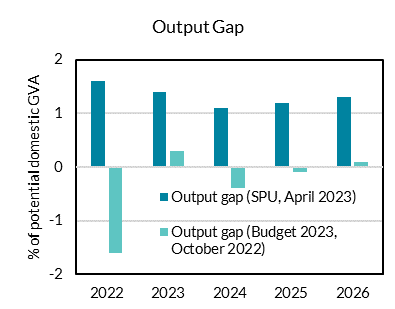 Output Gap
% of potential domestic GVA
2
1
0
-1
-2
Output gap (SPU, April 2023)
Output gap (Budget 2023,
October 2022)
2022 2023 2024 2025 2026